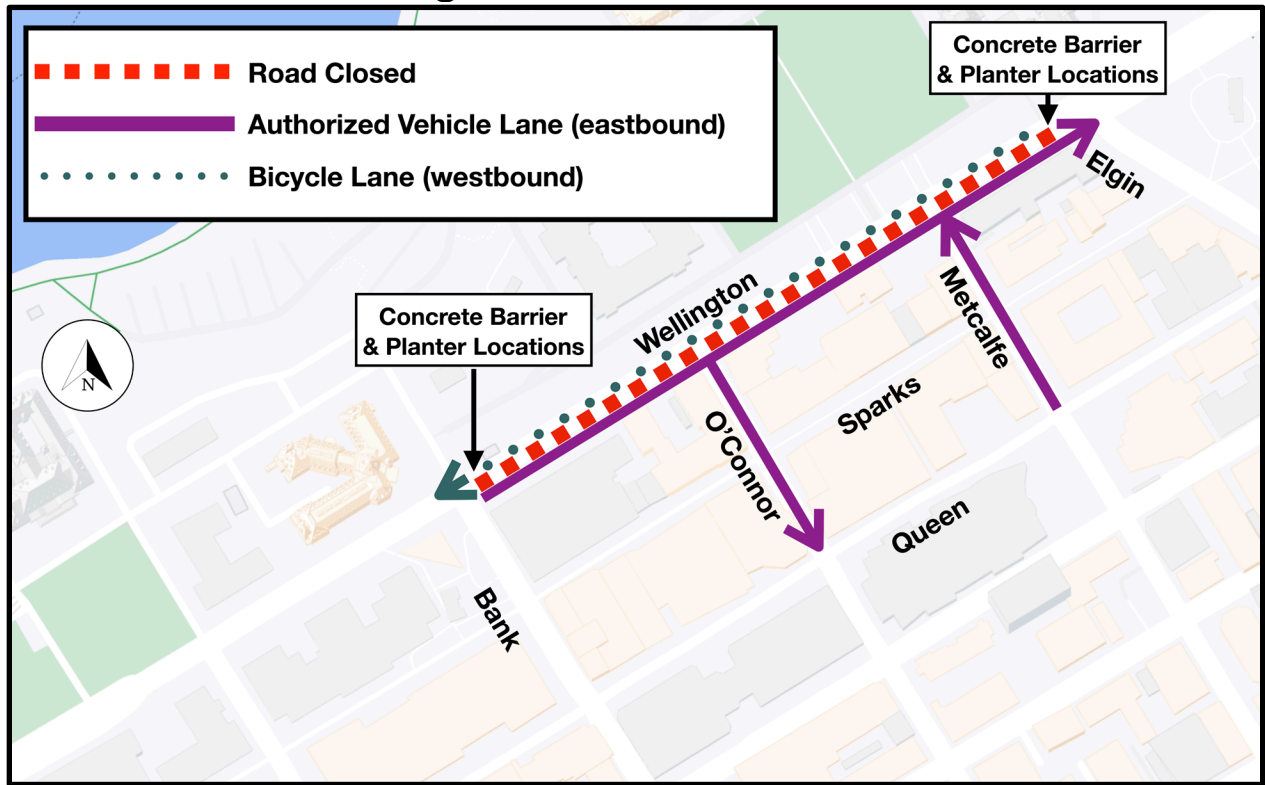 Road Closed
Authorized Vehicle Lane (eastbound)
Bicycle Lane (westbound)
Concrete Barrier
& Planter Locations
Elgin
Concrete Barrier
& Planter Locations
Wellington
Metcalfe
N
Sparks
O'Connor
Queen
Bank